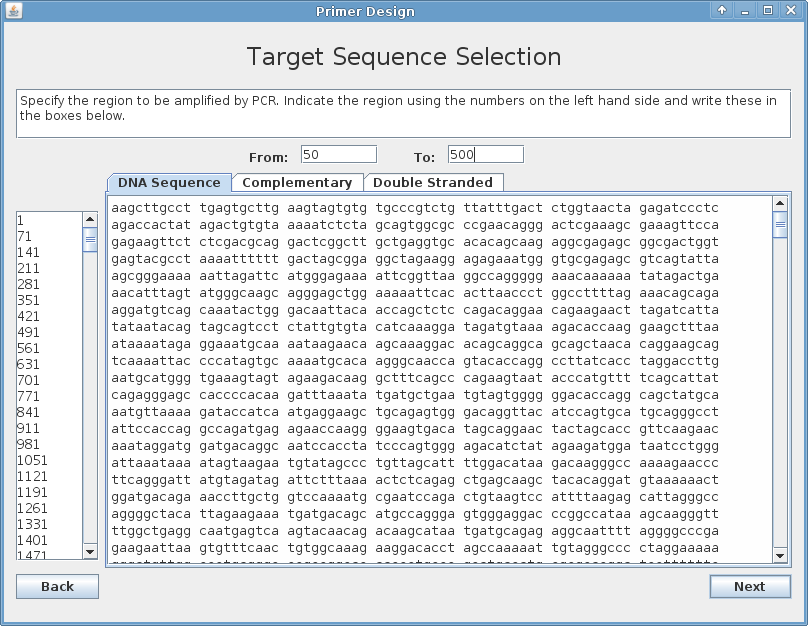 Primer Design
Target Sequence Selection
Specify the region to be amplified by PCR. Indicate the region using the numbers on the left hand side and write these in
the boxes below.
From: 50 To: 500
DNA Sequence Complementary Double Stranded
1
71
141
211
281
351
421
491
561
631
701
771
841
911
981
1051
1121
1191
1261
1331
1401
1471
aagcttgcct tgagtgcttg aagtagtgtg tgcccgtctg ttatttgact ctggtaacta gagatccctc
agaccactat agactgtgta aaaatctcta gcagtggcgc ccgaacaggg actcgaaagc gaaagttcca
gagaagttct ctcgacgcag gactcggctt gctgaggtgc acacagcaag aggcgagagc ggcgactggt
gagtacgcct aaaatttttt gactagcgga ggctagaagg agagaaatgg gtgcgagagc gtcagtatta
agcgggaaaa aattagattc atgggagaaa attcggttaa ggccaggggg aaacaaaaaa tatagactga
aacatttagt atgggcaagc agggagctgg aaaaattcac acttaaccct ggccttttag aaacagcaga
aggatgtcag caaatactgg gacaattaca accagctctc cagacaggaa cagaagaact tagatcatta
tataatacag tagcagtcct ctattgtgta catcaaagga tagatgtaaa agacaccaag gaagctttaa
ataaaataga ggaaatgcaa aataagaaca agcaaaggac acagcaggca gcagctaaca caggaagcag
tcaaaattac cccatagtgc aaaatgcaca agggcaacca gtacaccagg ccttatcacc taggaccttg
aatgcatggg tgaaagtagt agaagacaag gctttcagcc cagaagtaat acccatgttt tcagcattat
cagagggagc caccccacaa gatttaaata tgatgctgaa tgtagtgggg ggacaccagg cagctatgca
aatgttaaaa gataccatca atgaggaagc tgcagagtgg gacaggttac atccagtgca tgcagggcct
attccaccag gccagatgag agaaccaagg ggaagtgaca tagcaggaac tactagcacc gttcaagaac
aaataggatg gatgacaggc aatccaccta tcccagtggg agacatctat agaagatgga taatcctggg
attaaataaa atagtaagaa tgtatagccc tgttagcatt ttggacataa gacaagggcc aaaagaaccc
ttcagggatt atgtagatag attctttaaa actctcagag ctgagcaagc tacacaggat gtaaaaaact
ggatgacaga aaccttgctg gtccaaaatg cgaatccaga ctgtaagtcc attttaagag cattagggcc
aggggctaca ttagaagaaa tgatgacagc atgccaggga gtgggaggac ccggccataa agcaagggtt
ttggctgagg caatgagtca agtacaacag acaagcataa tgatgcagag aggcaatttt aggggcccga
gaagaattaa gtgtttcaac tgtggcaaag aaggacacct agccaaaaat tgtagggccc ctaggaaaaa
Back Next